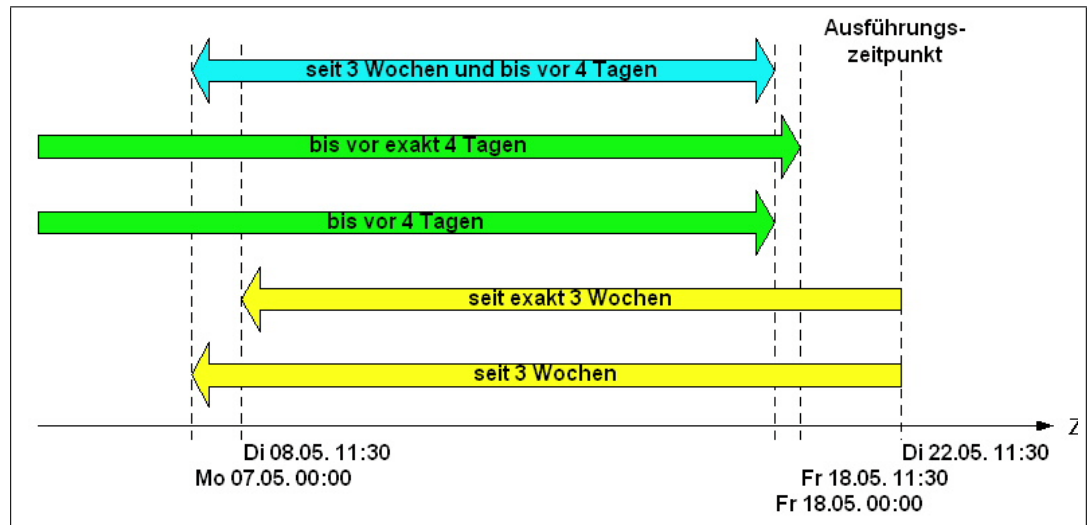 Ausführungs-
zeitpunkt
seit 3 Wochen und bis vor 4 Tagen
bis vor exakt 4 Tagen
bis vor 4 Tagen
seit exakt 3 Wochen
seit 3 Wochen
Di 08.05. 11:30
Mo 07.05. 00:00
Di 22.05. 11:30
Fr 18.05. 11:30
Fr 18.05. 00:00